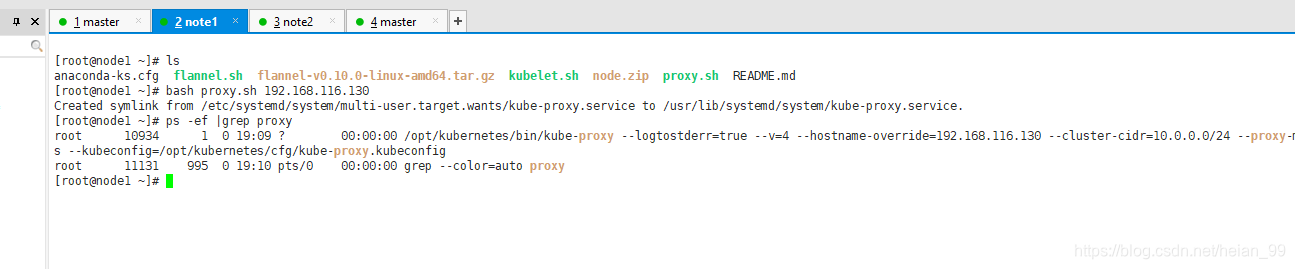 1 master
2 note1
3 note2
4 master
[root@node1 ~]# ls
anaconda-ks.cfg  flannel.sh  flannel-v0.10.0-linux-amd64.tar.gz  kubelet.sh  node.zip  proxy.sh  README.md
[root@node1 ~]# bash proxy.sh 192.168.116.130
Created symlink from /etc/systemd/system/multi-user.target.wants/kube-proxy.service to /usr/lib/systemd/system/kube-proxy.service.
[root@node1 ~]# ps -ef |grep proxy
root      10934      1  0 19:09 ?        00:00:00 /opt/kubernetes/bin/kube-proxy --logtostderr=true --v=4 --hostname-override=192.168.116.130 --cluster-cidr=10.0.0.0/24 --proxy-m
s --kubeconfig=/opt/kubernetes/cfg/kube-proxy.kubeconfig
root      11131    995  0 19:10 pts/0    00:00:00 grep --color=auto proxy
[root@node1 ~]#
https://blog.csdn.net/heian_99